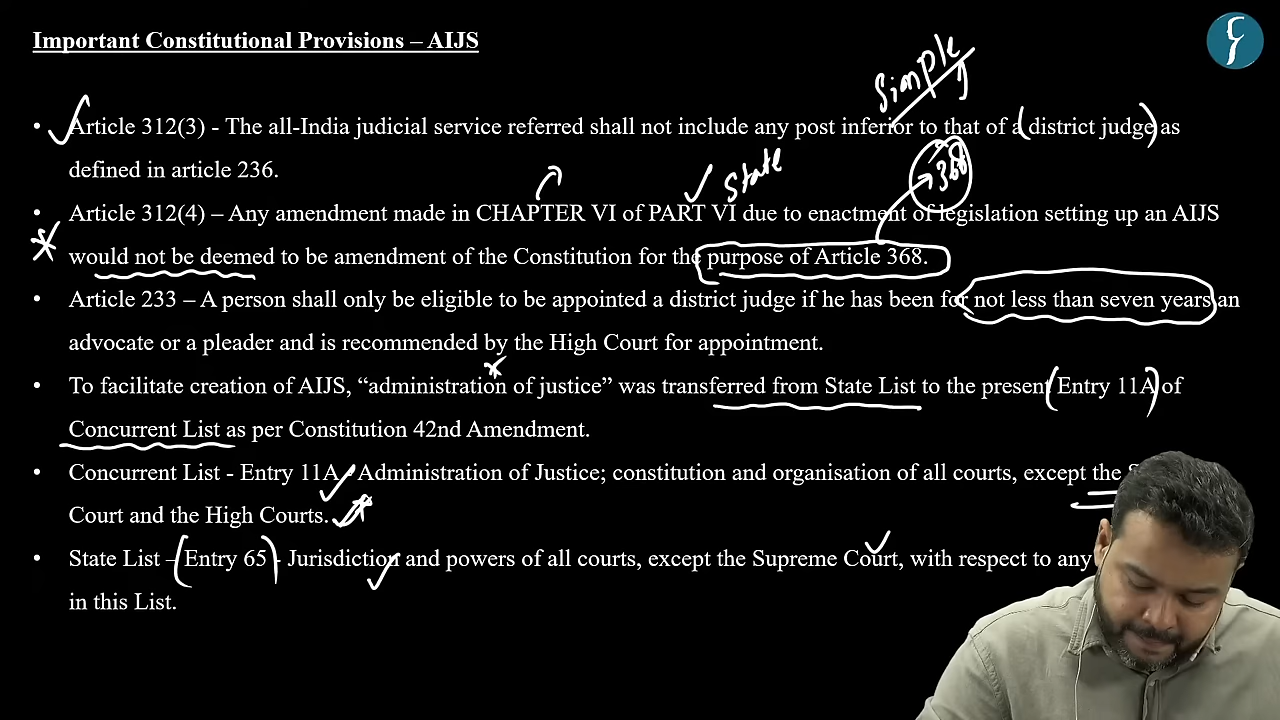 Important Constitutional Provisions – AIJS
Simple
• Article 312(3) - The all-India judicial service referred shall not include any post inferior to that of a district judge as
defined in article 236.
State
368
• Article 312(4) – Any amendment made in CHAPTER VI of PART VI due to enactment of legislation setting up an AIJS
would not be deemed to be amendment of the Constitution for the purpose of Article 368.
• Article 233 – A person shall only be eligible to be appointed a district judge if he has been for not less than seven years an
advocate or a pleader and is recommended by the High Court for appointment.
• To facilitate creation of AIJS, “administration of justice” was transferred from State List to the present Entry 11A of
Concurrent List as per Constitution 42nd Amendment.
• Concurrent List - Entry 11A - Administration of Justice; constitution and organisation of all courts, except the
Court and the High Courts.
• State List – Entry 65 - Jurisdiction and powers of all courts, except the Supreme Court, with respect to any
in this List.